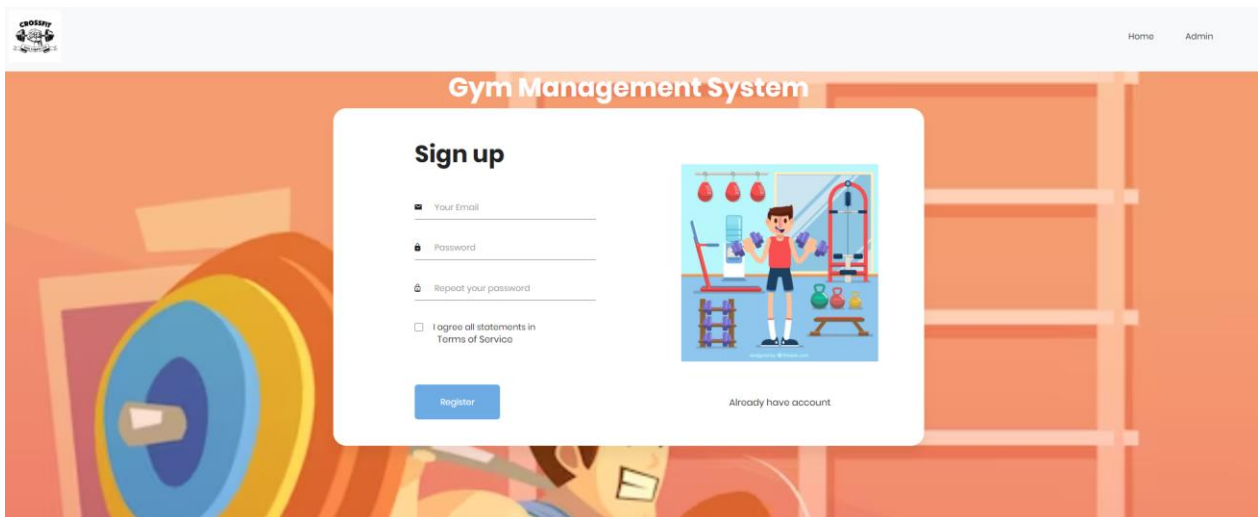 CROSSFIT
Home Admin
Gym Management System
Sign up
Your Email
Password
Repeat your password
I agree all statements in
Terms of Service
Register
Already have account